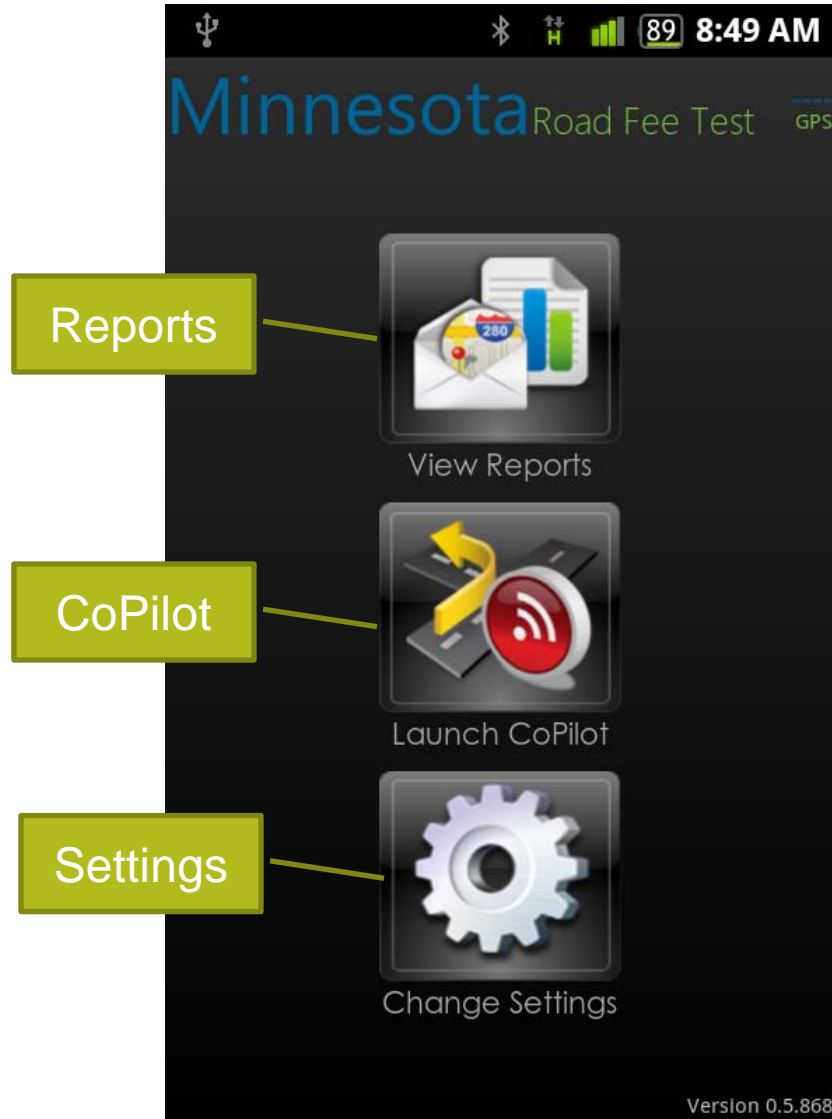 89 8:49 AM
Minnesota Road Fee Test GPS
Reports
280
View Reports
CoPilot
Launch CoPilot
Settings
Change Settings
Version 0.5.868